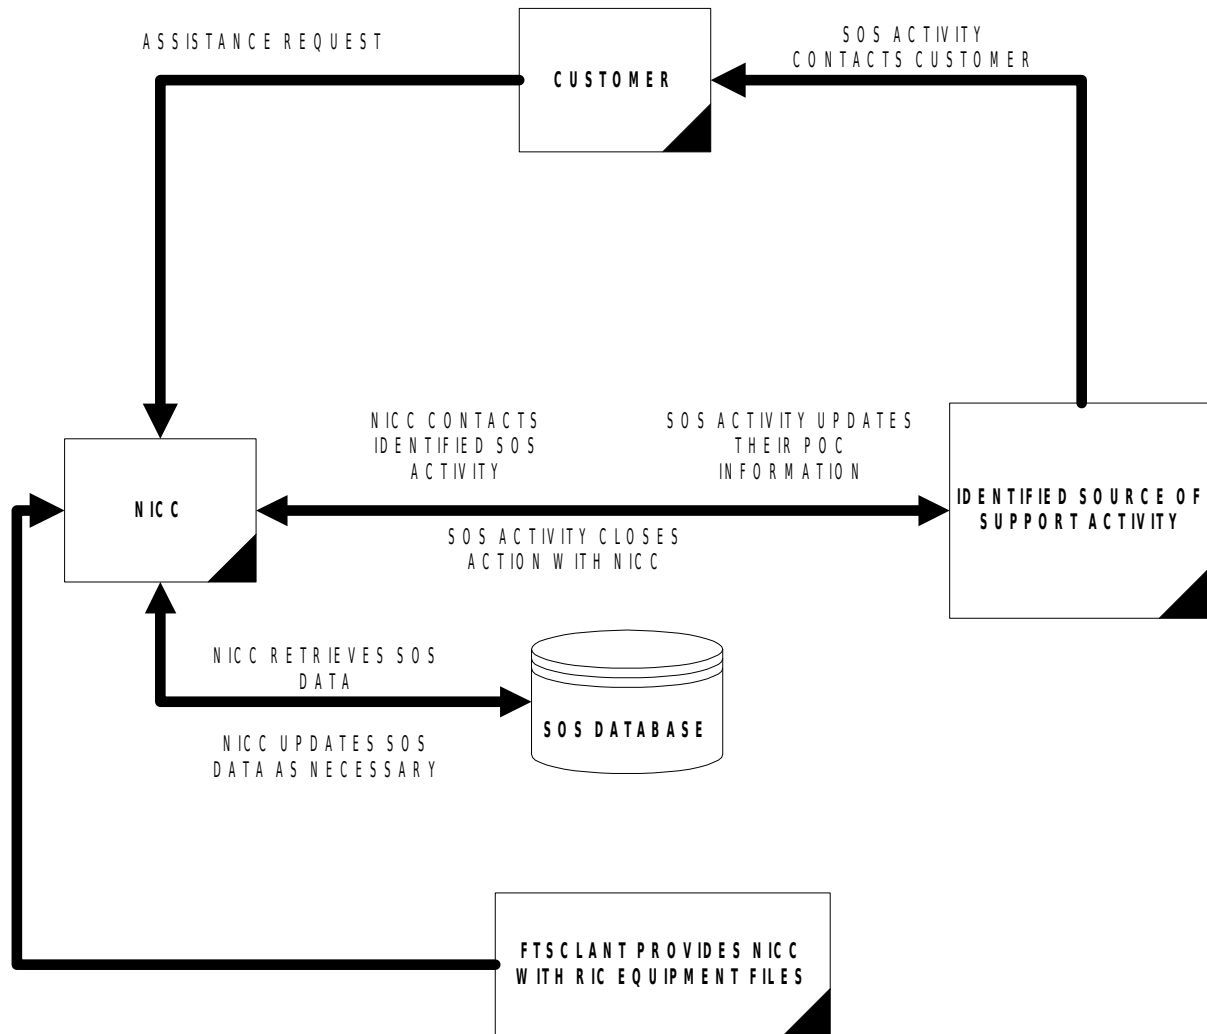 ASSISTANCE REQUEST
SOS ACTIVITY
CONTACTS CUSTOMER
CUSTOMER
NICC CONTACTS
IDENTIFIED SOS
ACTIVITY
SOS ACTIVITY UPDATES
THEIR POC
INFORMATION
NICC
IDENTIFIED SOURCE OF
SUPPORT ACTIVITY
SOS ACTIVITY CLOSES
ACTION WITH NICC
NICC RETRIEVES SOS
DATA
SOS DATABASE
NICC UPDATES SOS
DATA AS NECESSARY
FTSCLANT PROVIDES NICC
WITH RIC EQUIPMENT FILES